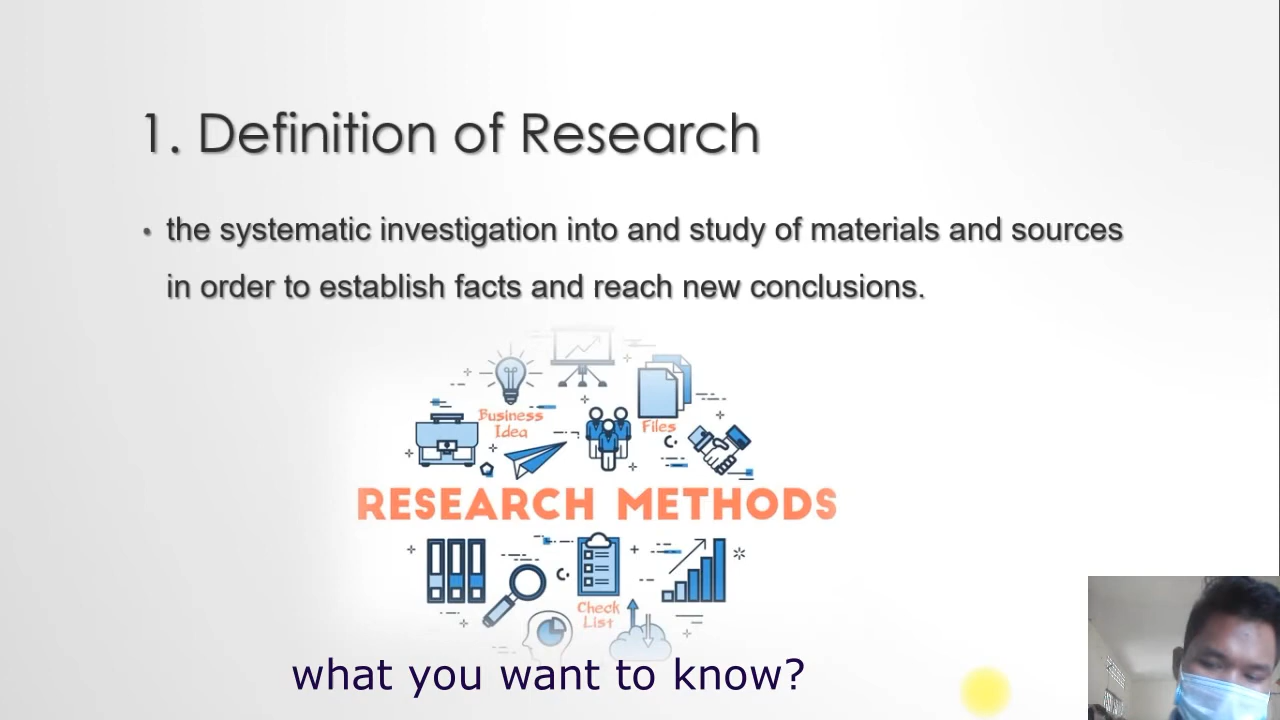 1. Definition of Research
• the systematic investigation into and study of materials and sources
in order to establish facts and reach new conclusions.
Business
Idea
Files
RESEARCH METHODS
Check
List
what you want to know?